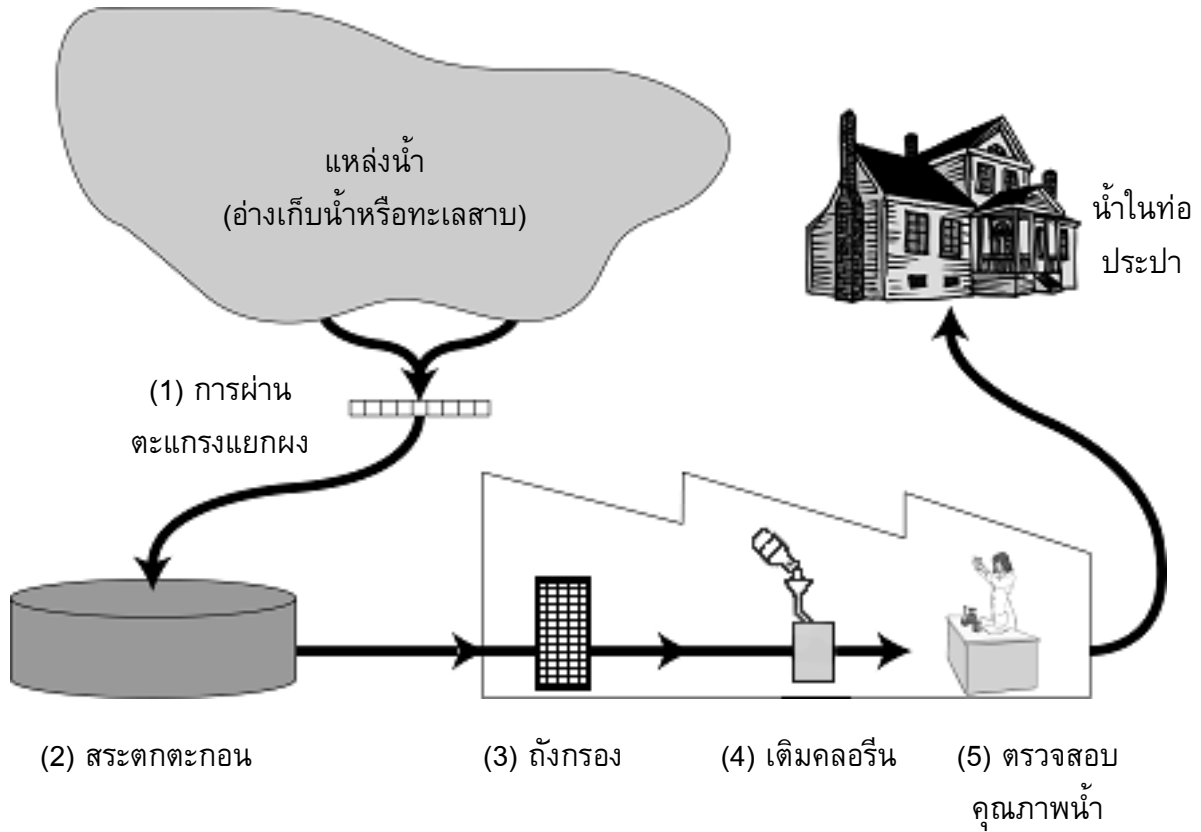 แหล่งน้ำ
(อ่างเก็บน้ำหรือทะเลสาบ)
น้ำในท่อ
ประปา
(1) การผ่าน
ตะแกรงแยกผง
(2) สระตกตะกอน
(3) ถังกรอง
(4) เติมคลอรีน
(5) ตรวจสอบ
คุณภาพน้ำ